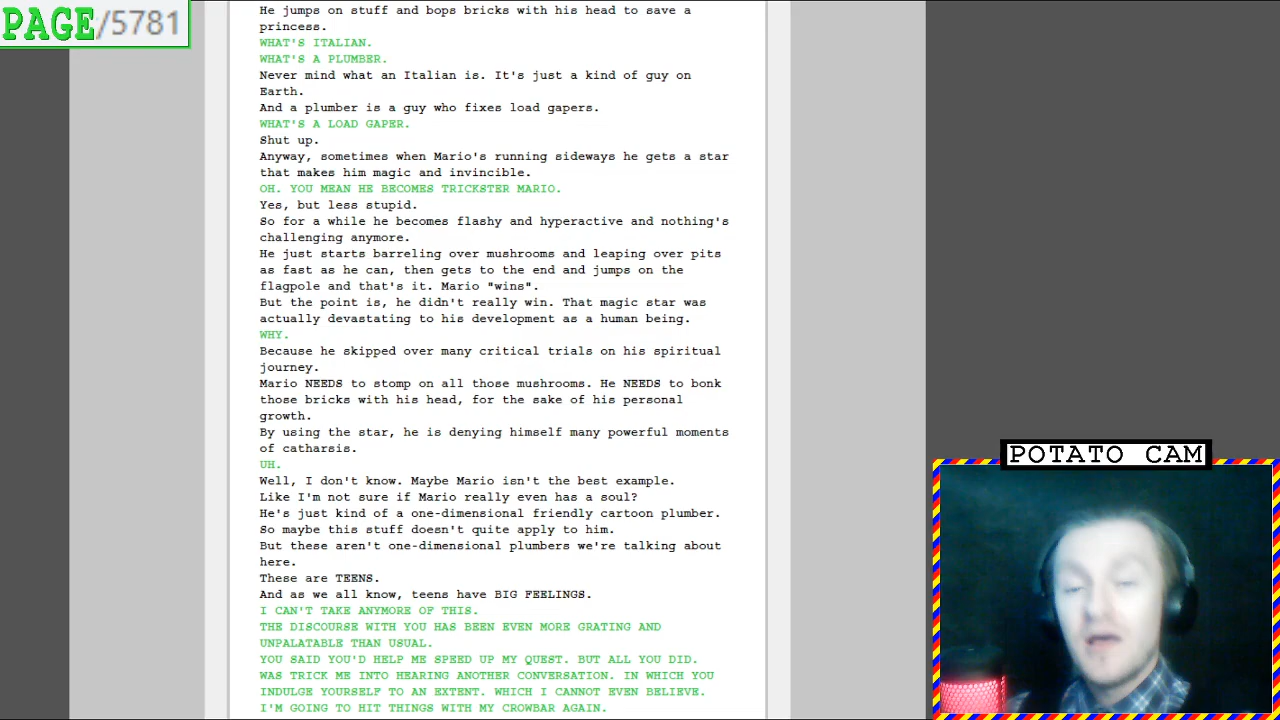 PAGE/5781
He jumps on stuff and bops bricks with his head to save a
princess.
WHAT'S ITALIAN.
WHAT'S A PLUMBER.
Never mind what an Italian is. It's just a kind of guy on
Earth.
And a plumber is a guy who fixes load gapers.
WHAT'S A LOAD GAPER.
Shut up.
Anyway, sometimes when Mario's running sideways he gets a star
that makes him magic and invincible.
OH. YOU MEAN HE BECOMES TRICKSTER MARIO.
Yes, but less stupid.
So for a while he becomes flashy and hyperactive and nothing's
challenging anymore.
He just starts barreling over mushrooms and leaping over pits
as fast as he can, then gets to the end and jumps on the
flagpole and that's it. Mario "wins".
But the point is, he didn't really win. That magic star was
actually devastating to his development as a human being.
WHY.
Because he skipped over many critical trials on his spiritual
journey.
Mario NEEDS to stomp on all those mushrooms. He NEEDS to bonk
those bricks with his head, for the sake of his personal
growth.
By using the star, he is denying himself many powerful moments
of catharsis.
UH.
Well, I don't know. Maybe Mario isn't the best example.
Like I'm not sure if Mario really even has a soul?
He's just kind of a one-dimensional friendly cartoon plumber.
So maybe this stuff doesn't quite apply to him.
But these aren't one-dimensional plumbers we're talking about
here.
These are TEENS.
And as we all know, teens have BIG FEELINGS.
I CAN'T TAKE ANYMORE OF THIS.
THE DISCOURSE WITH YOU HAS BEEN EVEN MORE GRATING AND
UNPALATABLE THAN USUAL.
YOU SAID YOU'D HELP ME SPEED UP MY QUEST. BUT ALL YOU DID.
WAS TRICK ME INTO HEARING ANOTHER CONVERSATION. IN WHICH YOU
INDULGE YOURSELF TO AN EXTENT. WHICH I CANNOT EVEN BELIEVE.
I'M GOING TO HIT THINGS WITH MY CROWBAR AGAIN.
POTATO CAM